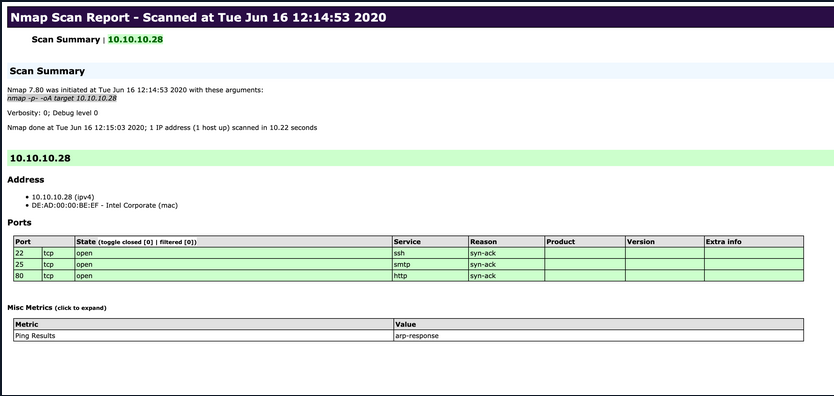 Nmap Scan Report - Scanned at Tue Jun 16 12:14:53 2020
Scan Summary | 10.10.10.28
Scan Summary
Nmap 7.80 was initiated at Tue Jun 16 12:14:53 2020 with these arguments:
nmap -p- -oA target 10.10.10.28
Verbosity: 0; Debug level 0
Nmap done at Tue Jun 16 12:15:03 2020; 1 IP address (1 host up) scanned in 10.22 seconds
10.10.10.28
Address
• 10.10.10.28 (ipv4)
• DE:AD:00:00:BE:EF - Intel Corporate (mac)
Ports
Port State (toggle closed [0] | filtered [0]) Service Reason Product Version Extra info
22 tcp open ssh syn-ack
25 tcp open smtp syn-ack
80 tcp open http syn-ack
Misc Metrics (click to expand)
Metric Value
Ping Results arp-response